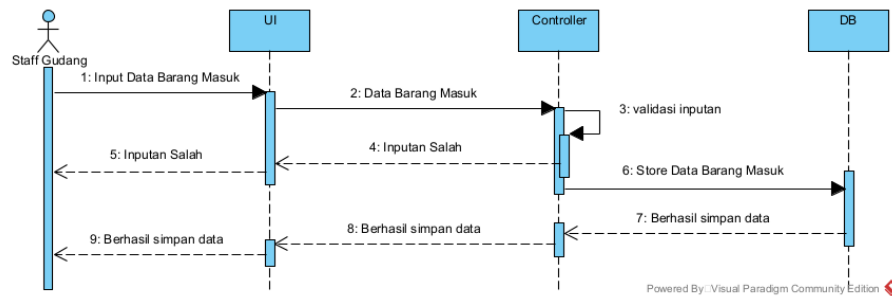 UI
Controller
DB
Staff Gudang
1: Input Data Barang Masuk
2: Data Barang Masuk
3: validasi inputan
4: Inputan Salah
5: Inputan Salah
6: Store Data Barang Masuk
7: Berhasil simpan data
8: Berhasil simpan data
9: Berhasil simpan data
Powered By Visual Paradigm Community Edition